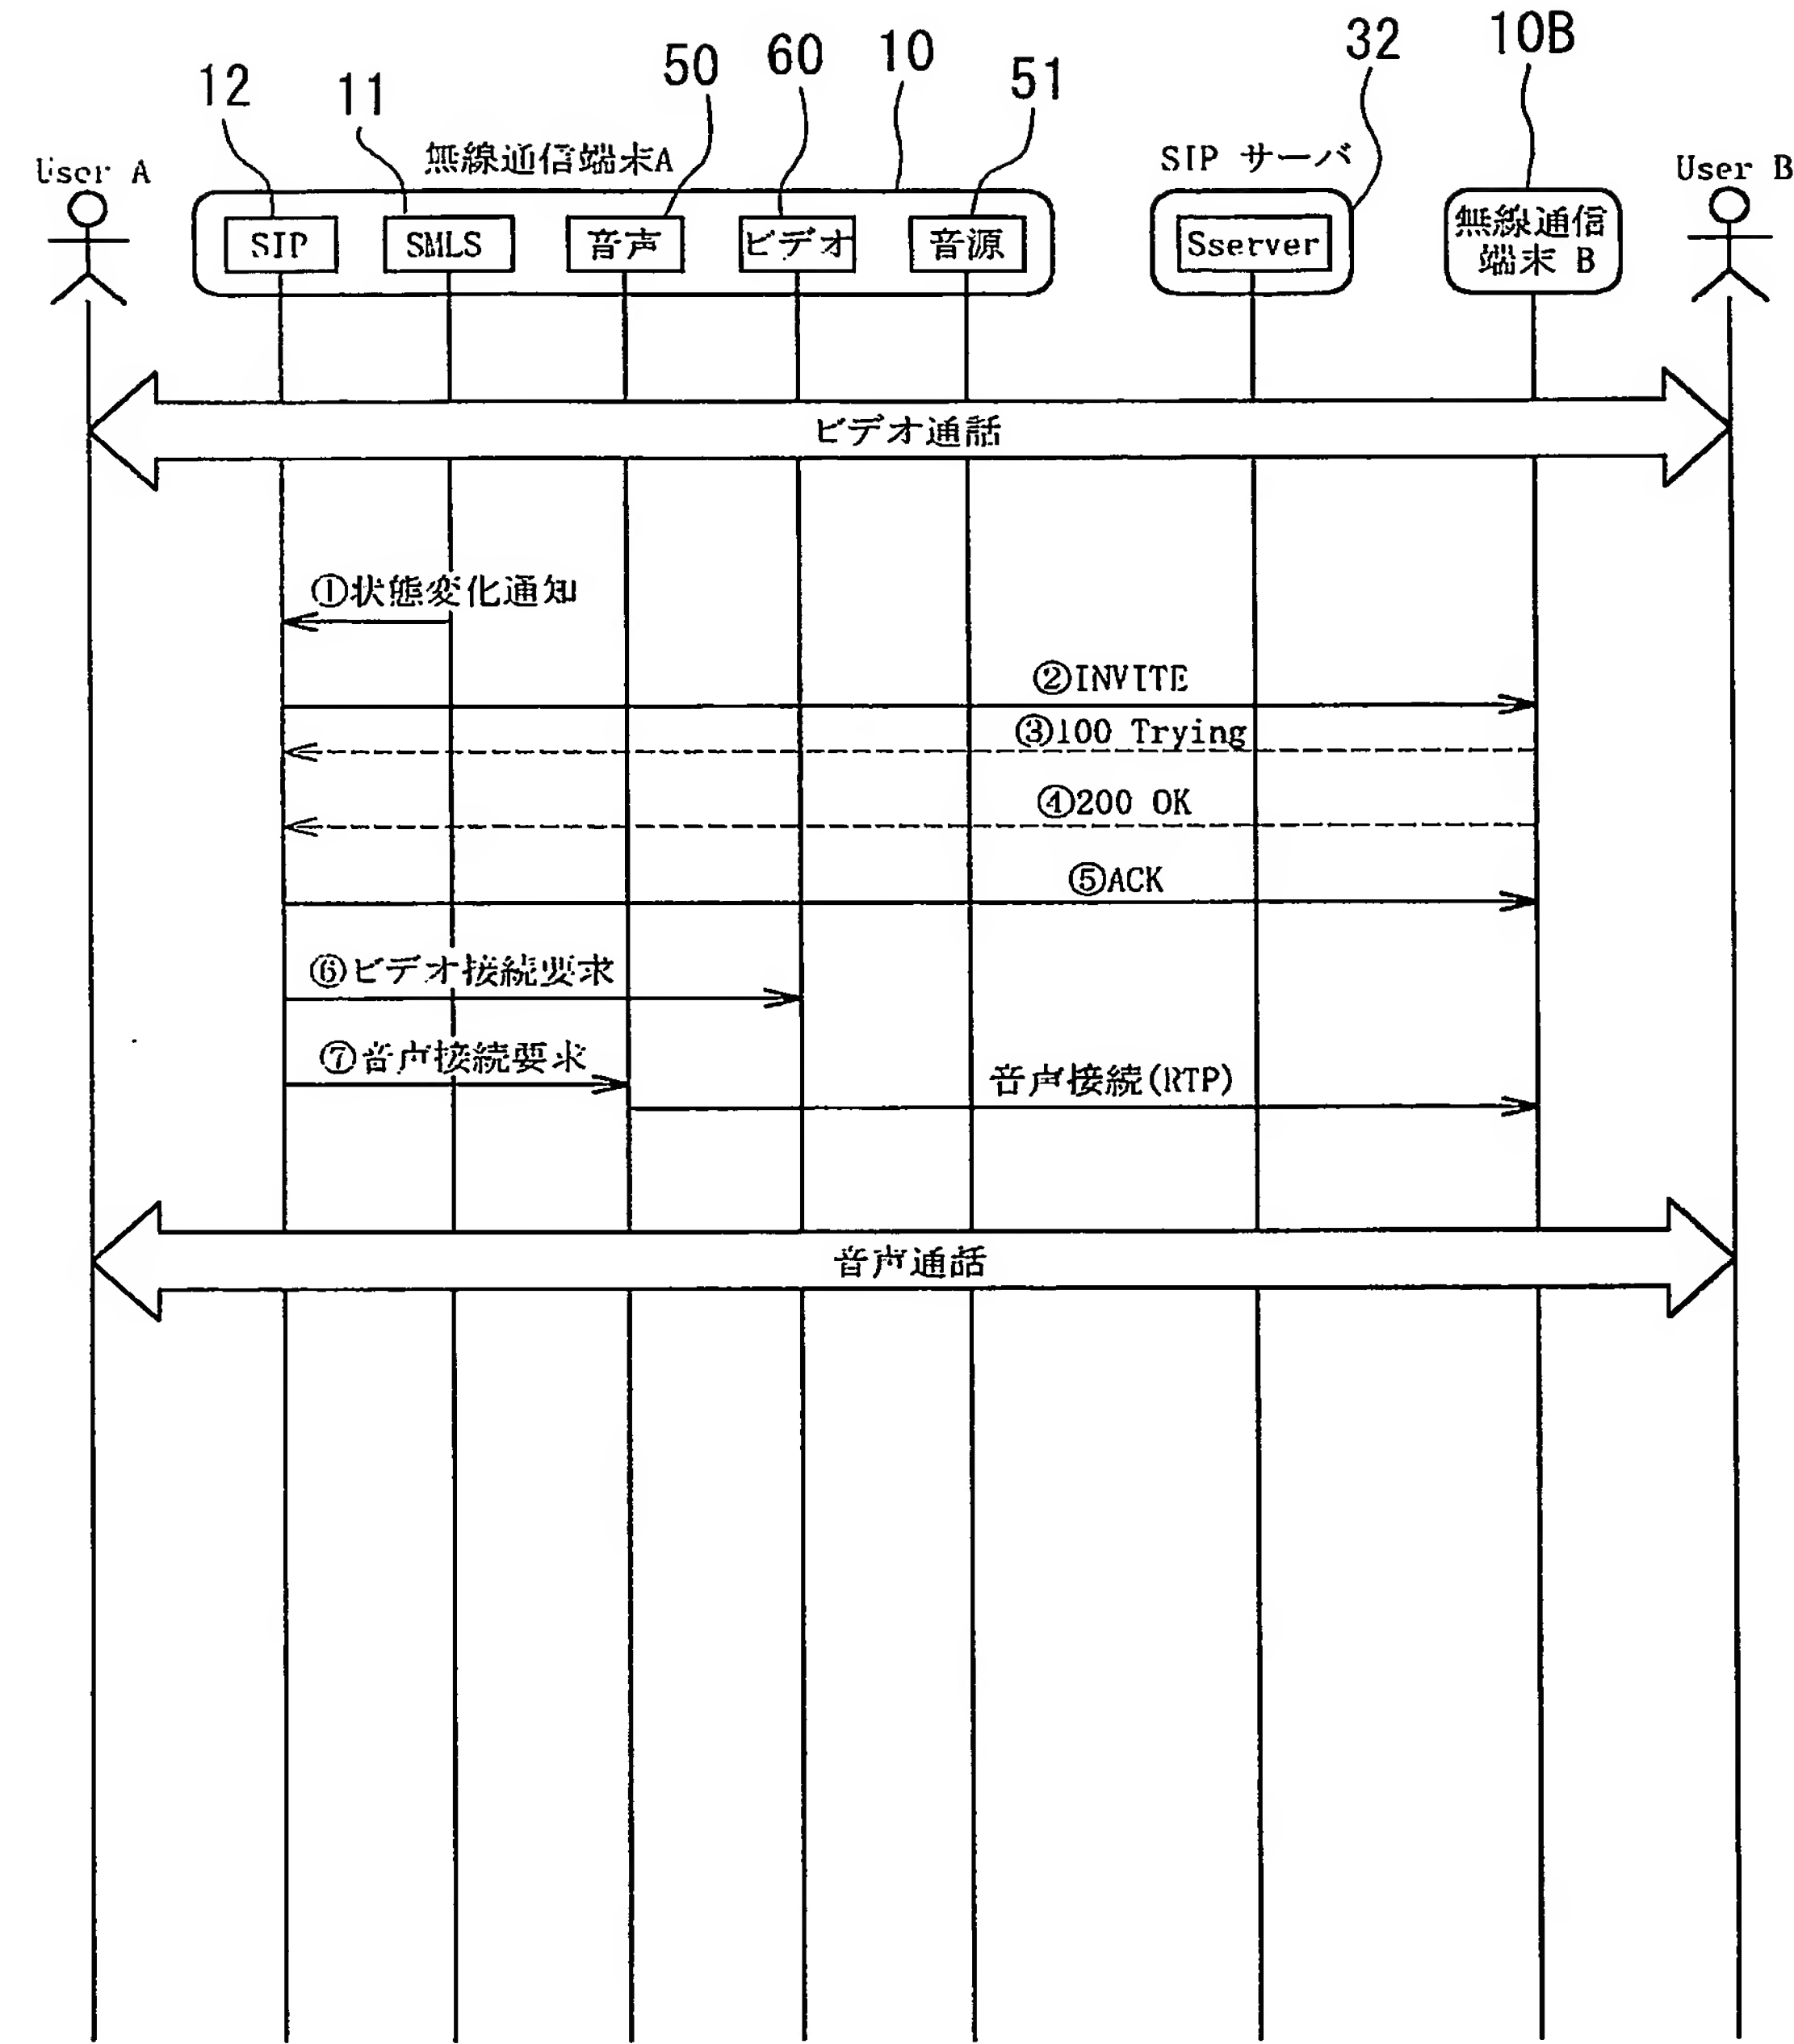 12
11
50
60
10
51
32
10B
User A
無線通信端末A
SIP サーバ
User B
SIP
SMLS
音声
ビデオ
音源
Sserver
無線通信
端末 B
ビデオ通話
①状態変化通知
②INVITE
③100 Trying
④200 OK
⑤ACK
⑥ビデオ接続要求
⑦音声接続要求
音声接続(RTP)
音声通話